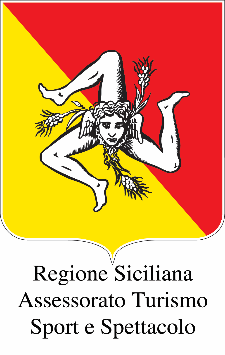 Regione Siciliana
Assessorato Turismo
Sport e Spettacolo